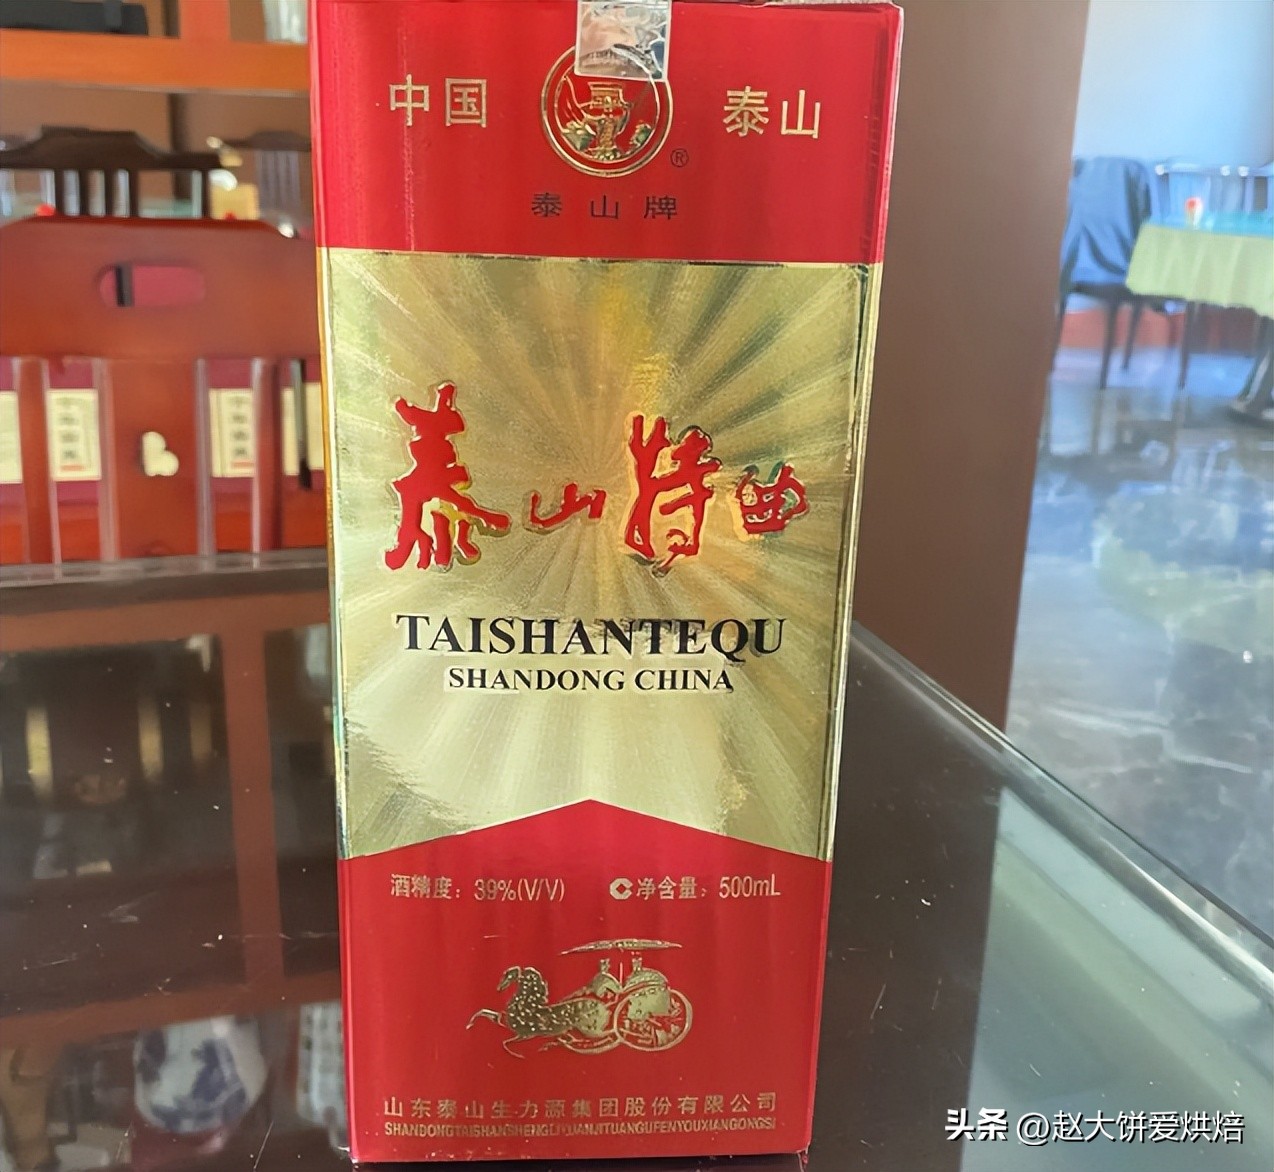 中国 泰山
®
泰山牌
泰山特曲
TAISHANTEQU
SHANDONG CHINA
酒精度：39%(V/V) 净含量：500mL
山东泰山生力源集团股份有限公司
SHANDONGTAISHANSHENGLIYUANJITUANGUFENYOUXIANGONGSI
头条 @赵大饼爱烘焙